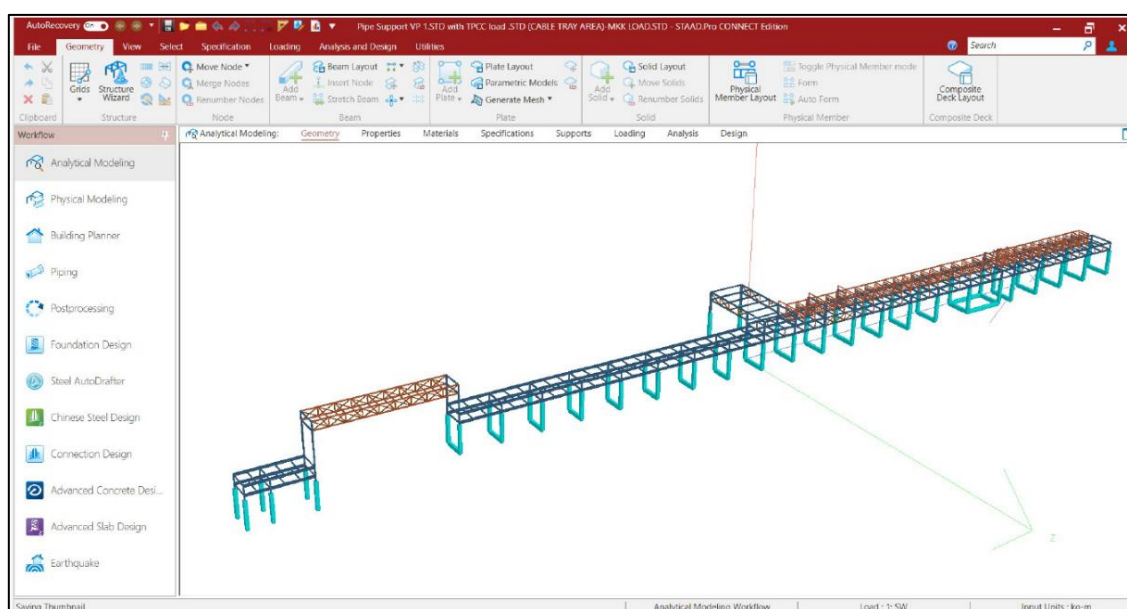 AutoRecovery ON Pipe Support VP 1.STD with TPCC load .STD (CABLE TRAY AREA)-MKK LOAD.STD - STAAD.Pro CONNECT Edition
File Geometry View Select Specification Loading Analysis and Design Utilities Search
Move Node Beam Layout Plate Layout Solid Layout Toggle Physical Member mode
Merge Nodes Insert Node Parametric Models Move Solids Form
Renumber Nodes Stretch Beam Generate Mesh Renumber Solids Auto Form
Grids Structure Wizard Add Beam Add Plate Add Solid Physical Member Layout Composite Deck Layout
Clipboard Structure Node Beam Plate Solid Physical Member Composite Deck
Workflow Analytical Modeling: Geometry Properties Materials Specifications Supports Loading Analysis Design
Analytical Modeling
Physical Modeling
Building Planner
Piping
Postprocessing
Foundation Design
Steel AutoDrafter
Chinese Steel Design
Connection Design
Advanced Concrete Desi...
Advanced Slab Design
Earthquake
Z
Saving Thumbnail Analytical Modeling Workflow Load : 1: SW Input Units : kg-m